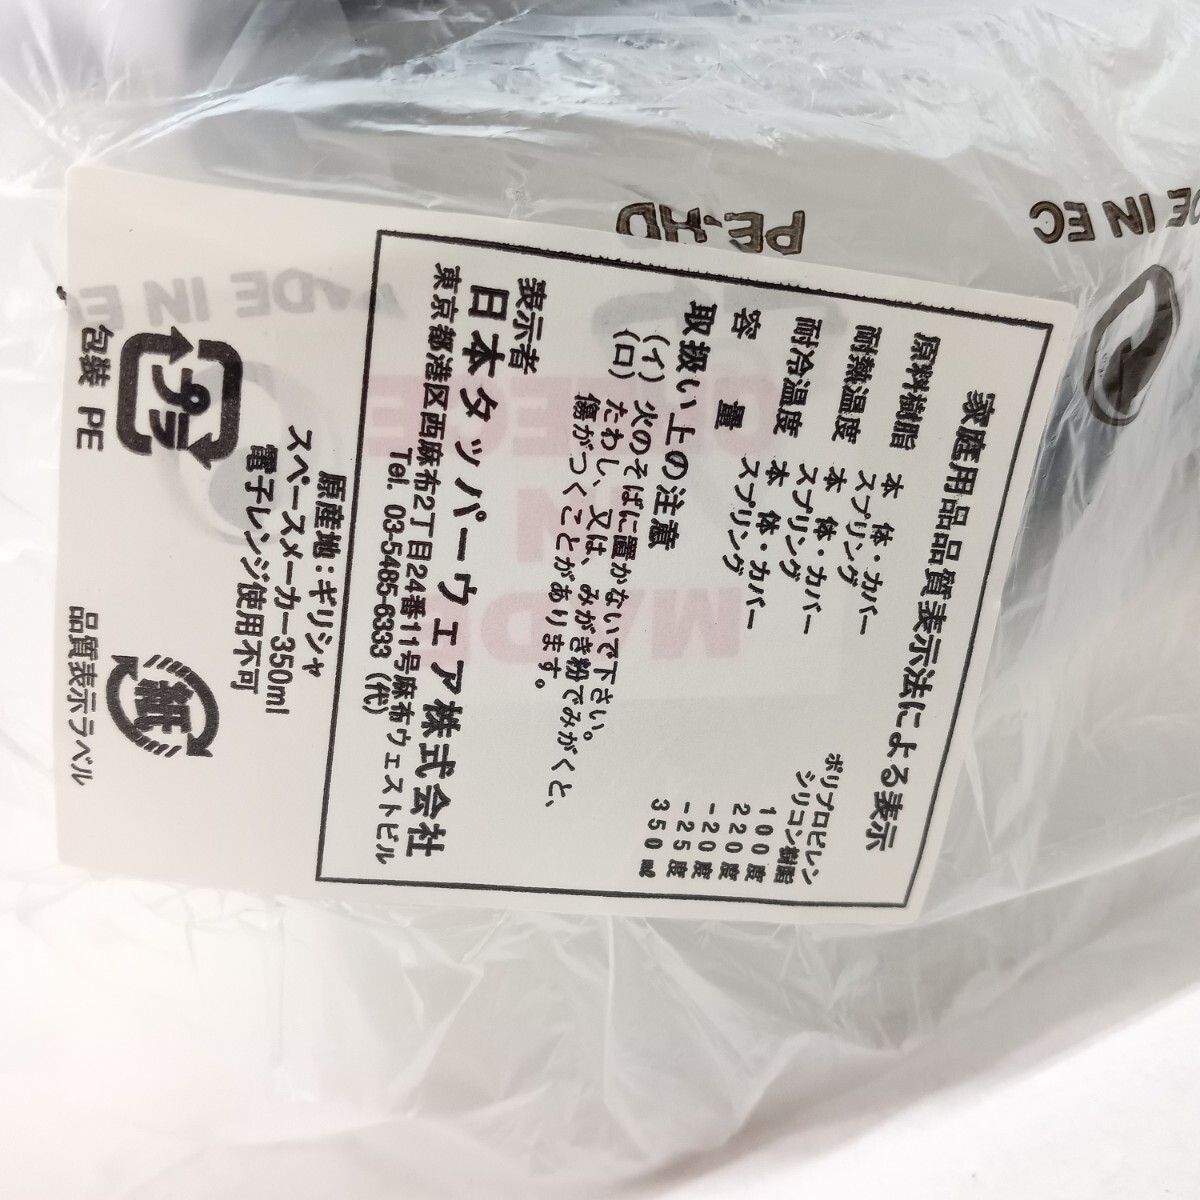 家庭用品品質表示法による表示
原料樹脂 本体・カバー ポリプロピレン
スプリング シリコン樹脂
耐熱温度 本体・カバー 100度
スプリング 220度
耐冷温度 本体・カバー -20度
スプリング -25度
容量 350㎖
取扱い上の注意
(イ) 火のそばに置かないで下さい。
(ロ) たわし、又は、みがき粉でみがくと、
傷がつくことがあります。
表示者
日本タッパーウェア株式会社
東京都港区西麻布2丁目24番11号麻布ウェストビル
Tel. 03-5485-6333 (代)
原産地：ギリシャ
スペースメーカー350ml
電子レンジ使用不可
プラ
包装 PE
紙
品質表示ラベル
MADE
IN
GREECE
MADE IN EC
PE-HD
DE IN EC